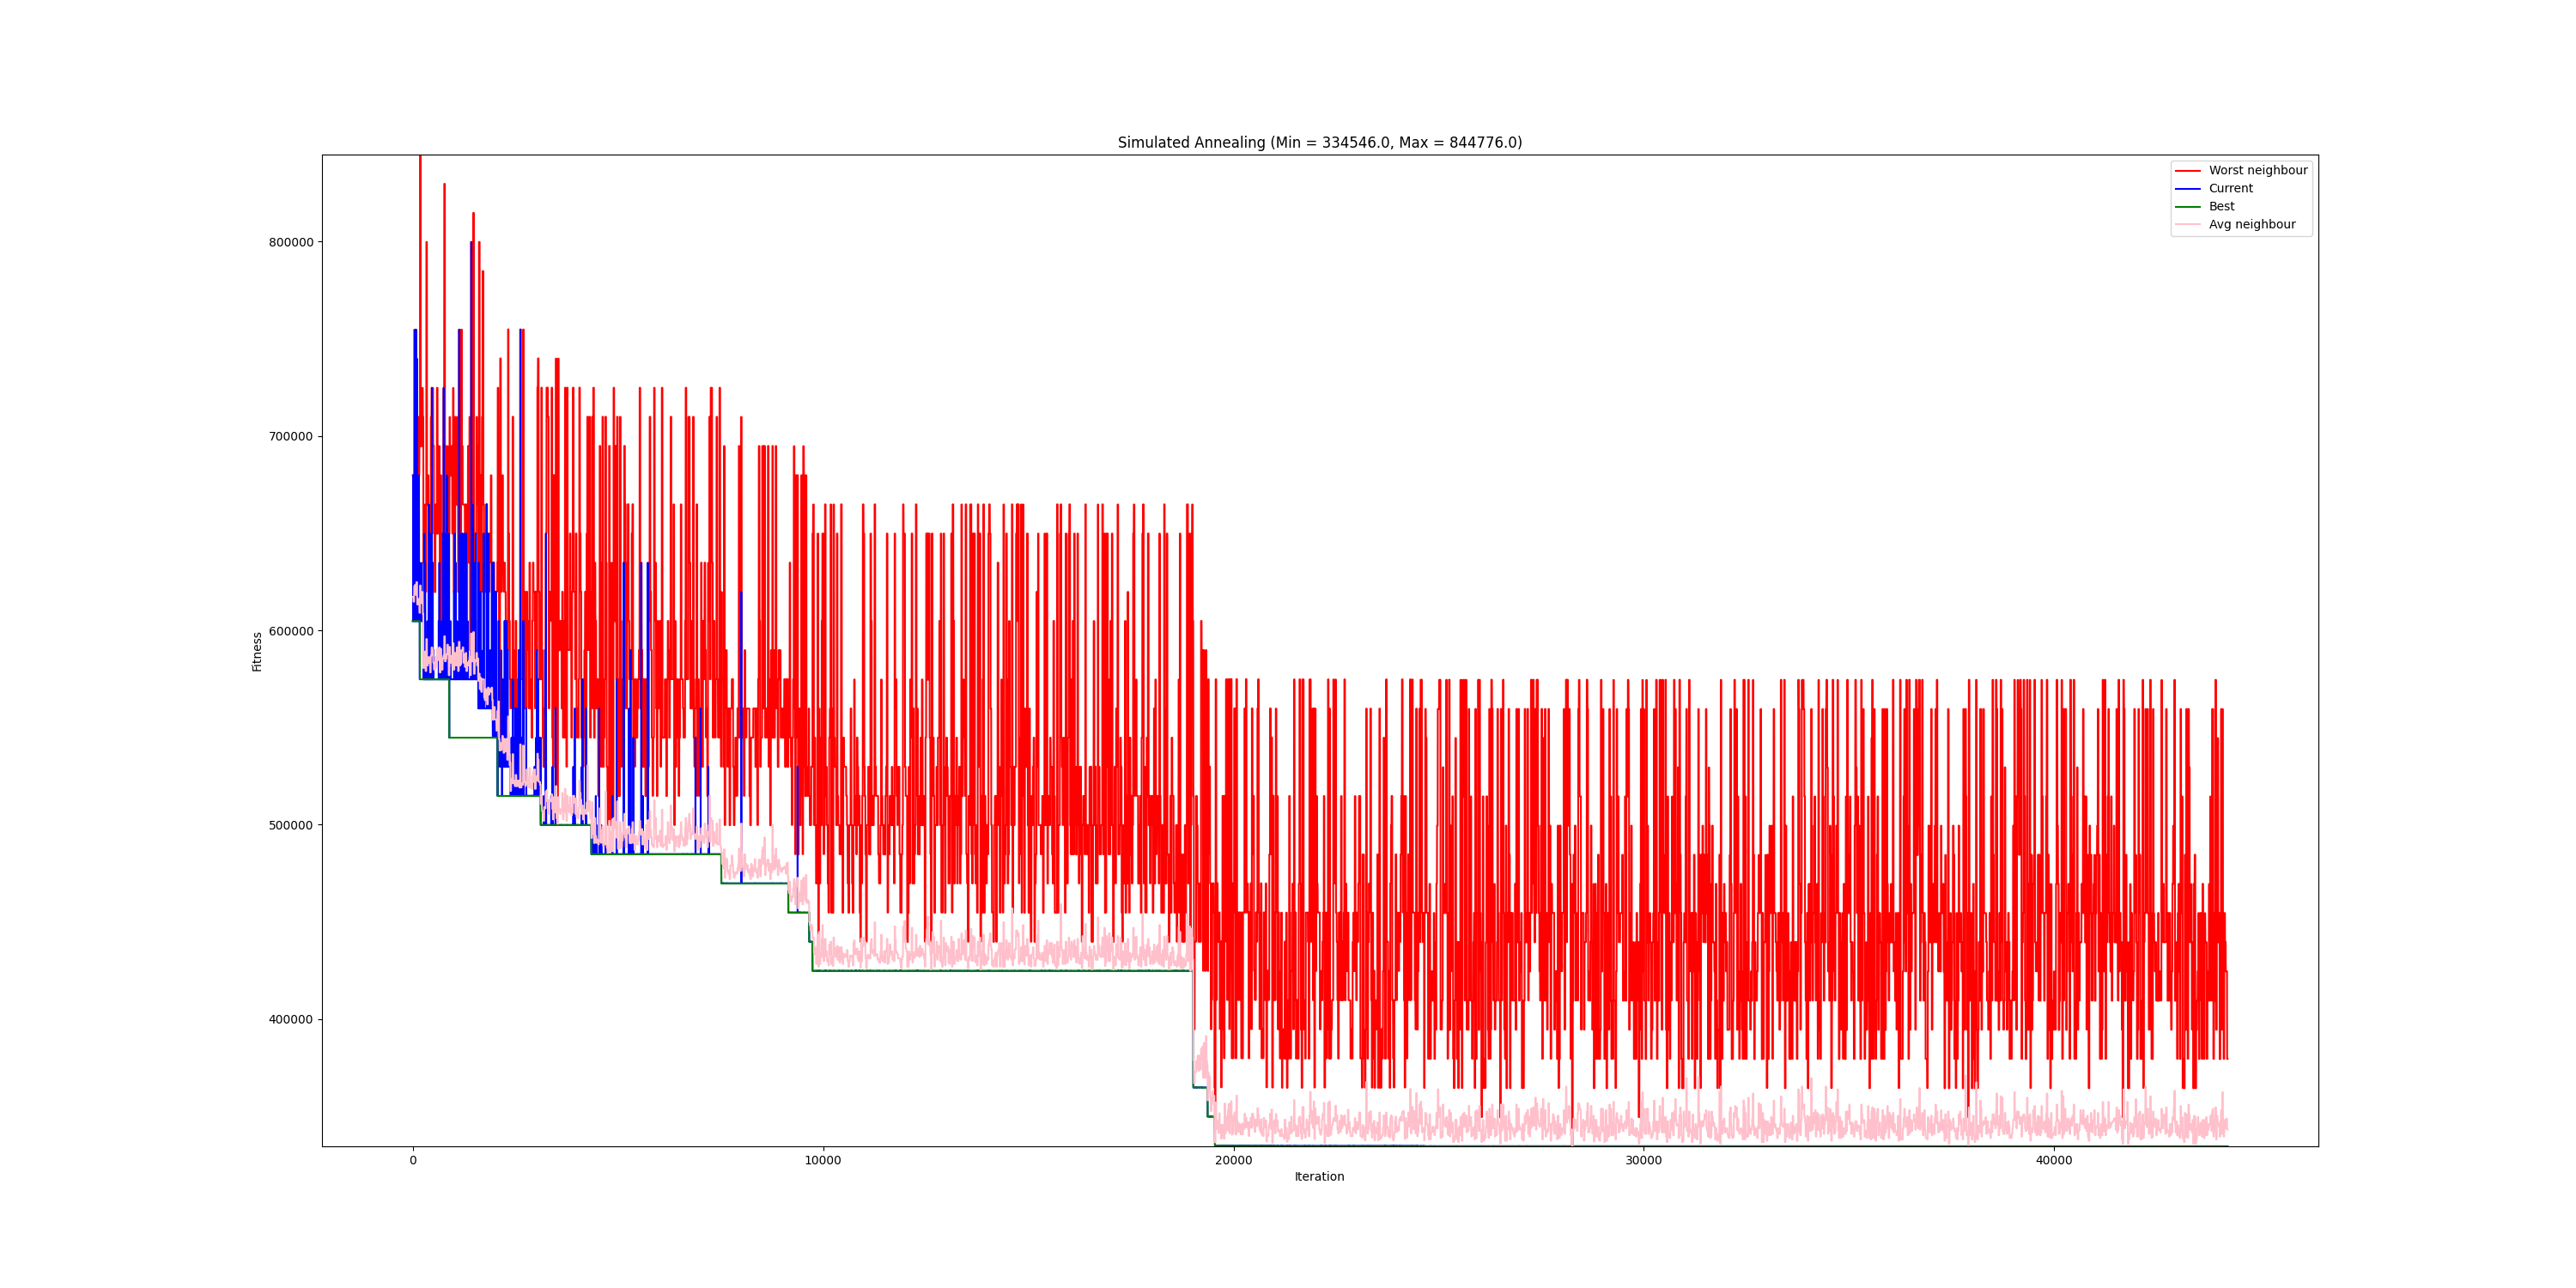 Simulated Annealing (Min = 334546.0, Max = 844776.0)
Worst neighbour
Current
Best
Avg neighbour
800000
700000
600000
500000
400000
Fitness
0
10000
20000
30000
40000
Iteration